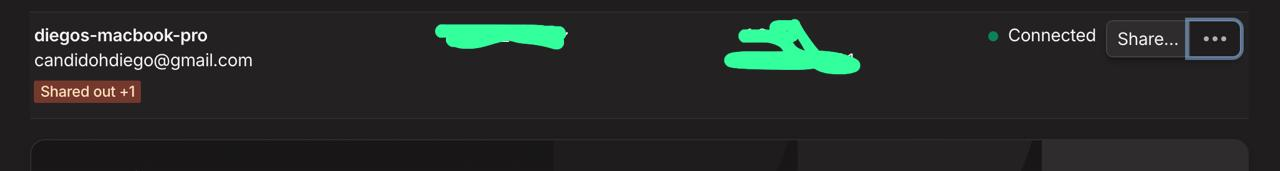 diegos-macbook-pro
candidohdiego@gmail.com
Shared out +1
Connected
Share...